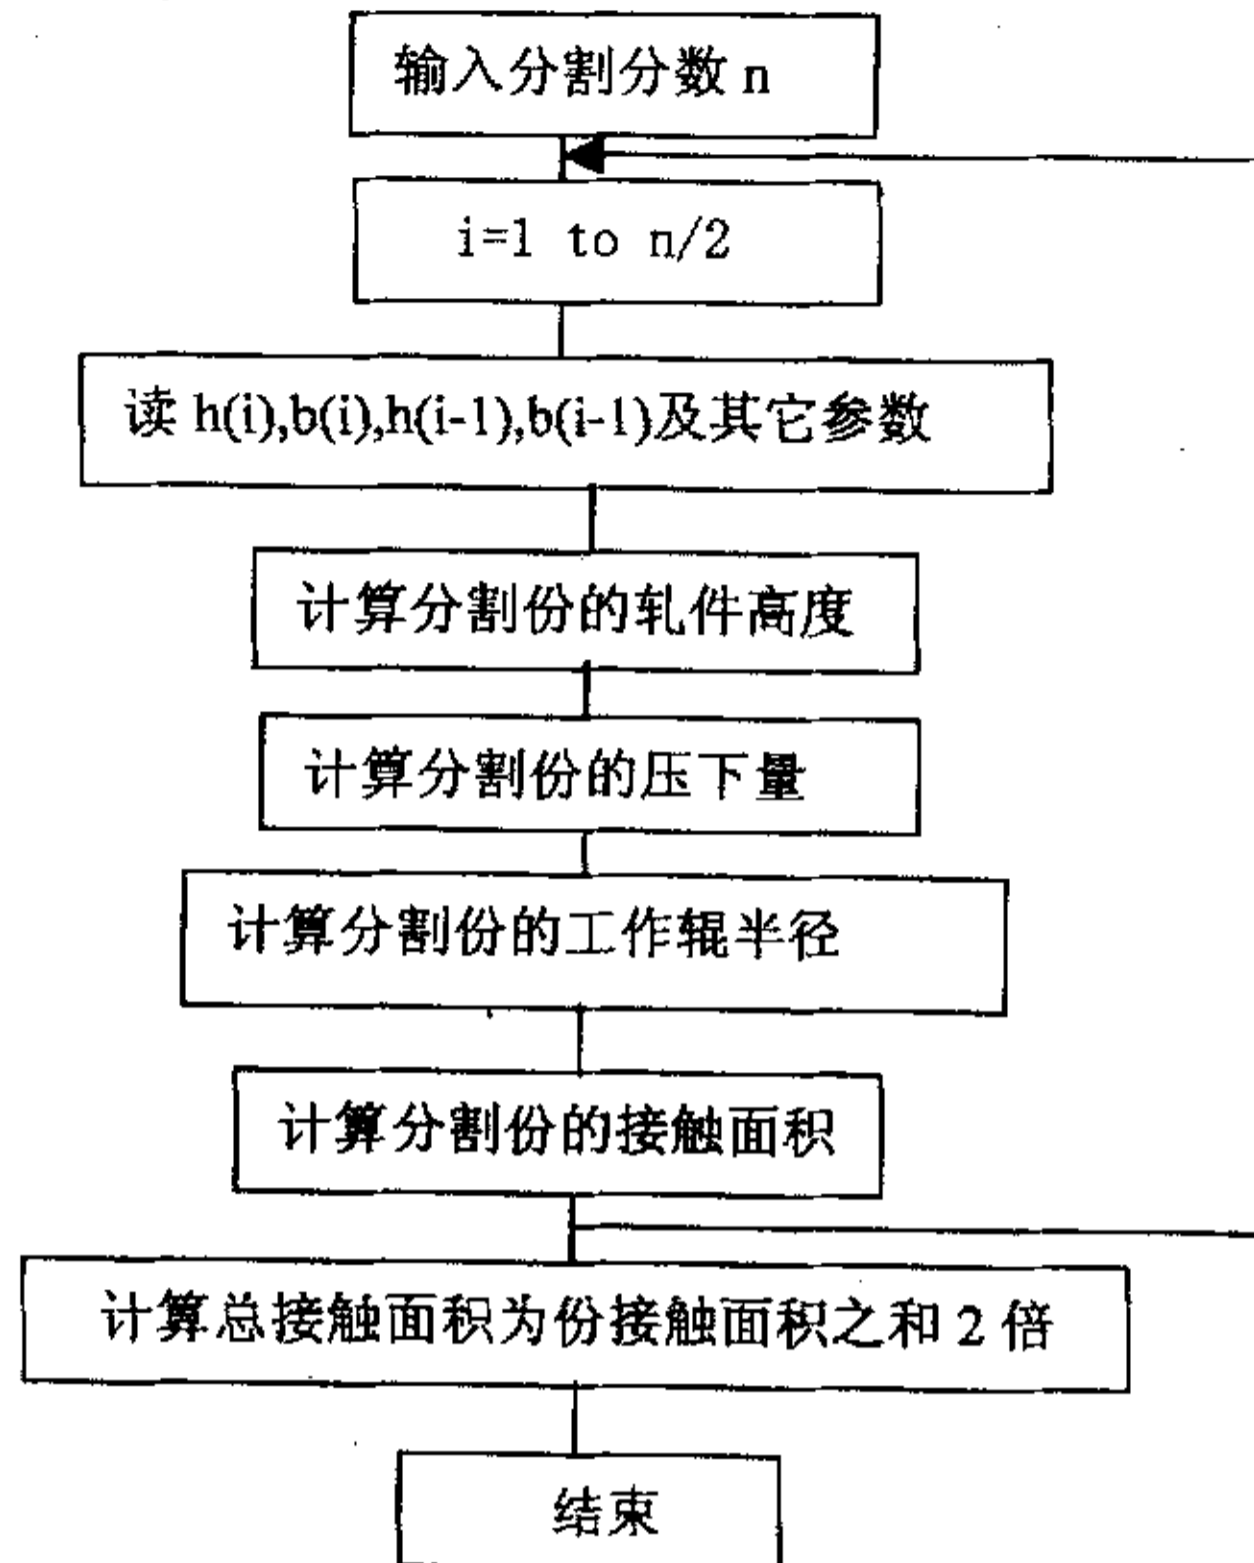 输入分割分数 n
i=1 to n/2
读 h(i),b(i),h(i-1),b(i-1)及其它参数
计算分割份的轧件高度
计算分割份的压下量
计算分割份的工作辊半径
计算分割份的接触面积
计算总接触面积为份接触面积之和 2 倍
结束